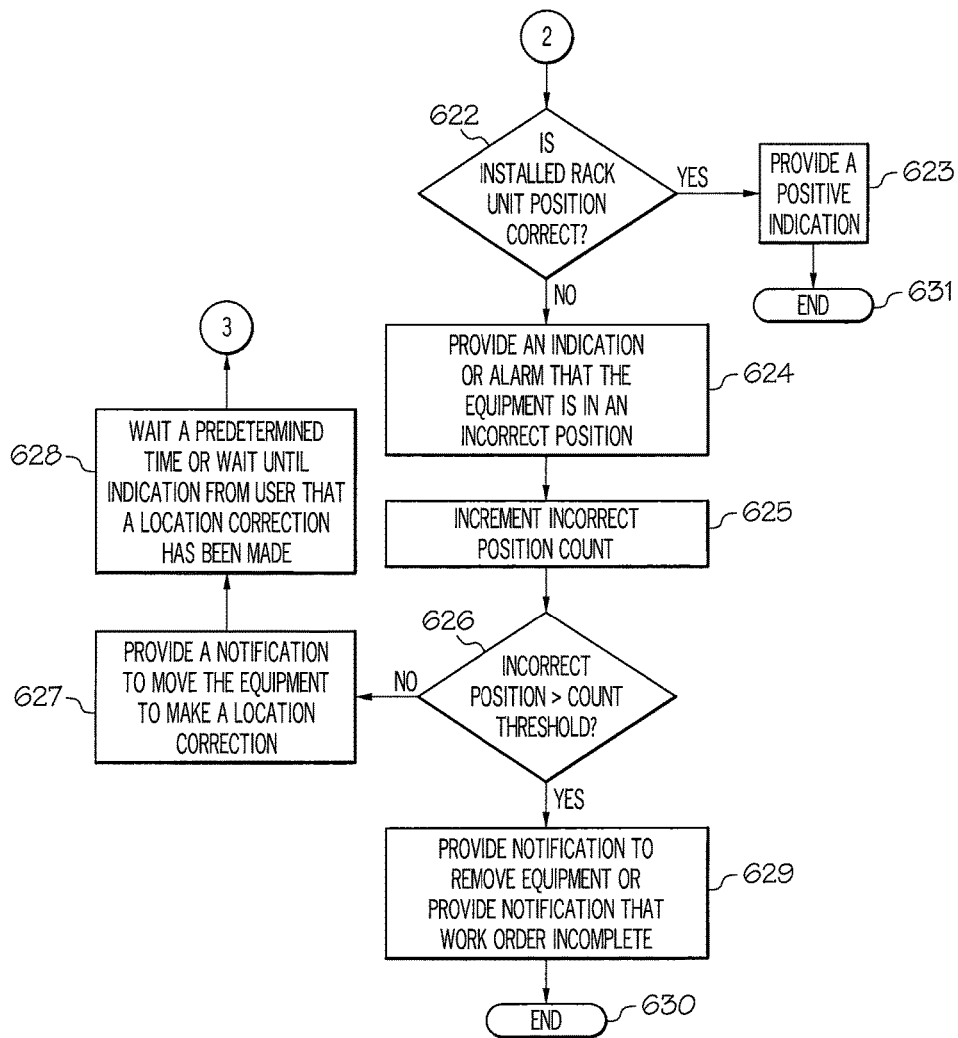 2
622
IS
INSTALLED RACK
UNIT POSITION
CORRECT?
YES
PROVIDE A
POSITIVE
INDICATION
623
END
631
NO
PROVIDE AN INDICATION
OR ALARM THAT THE
EQUIPMENT IS IN AN
INCORRECT POSITION
624
INCREMENT INCORRECT
POSITION COUNT
625
626
INCORRECT
POSITION > COUNT
THRESHOLD?
NO
PROVIDE A NOTIFICATION
TO MOVE THE EQUIPMENT
TO MAKE A LOCATION
CORRECTION
627
WAIT A PREDETERMINED
TIME OR WAIT UNTIL
INDICATION FROM USER THAT
A LOCATION CORRECTION
HAS BEEN MADE
628
3
YES
PROVIDE NOTIFICATION TO
REMOVE EQUIPMENT OR
PROVIDE NOTIFICATION THAT
WORK ORDER INCOMPLETE
629
END
630